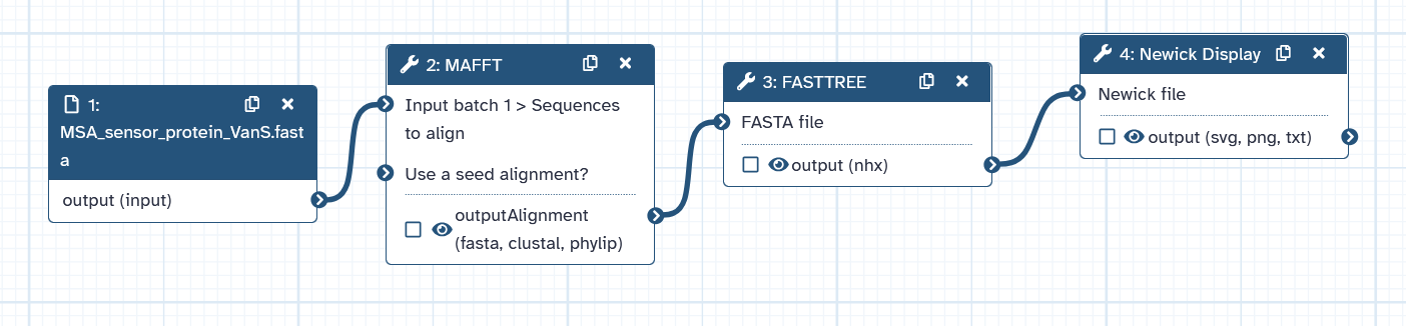 1:
MSA_sensor_protein_VanS.fast
a
output (input)
2: MAFFT
Input batch 1 > Sequences
to align
Use a seed alignment?
outputAlignment
(fasta, clustal, phylip)
3: FASTTREE
FASTA file
output (nhx)
4: Newick Display
Newick file
output (svg, png, txt)